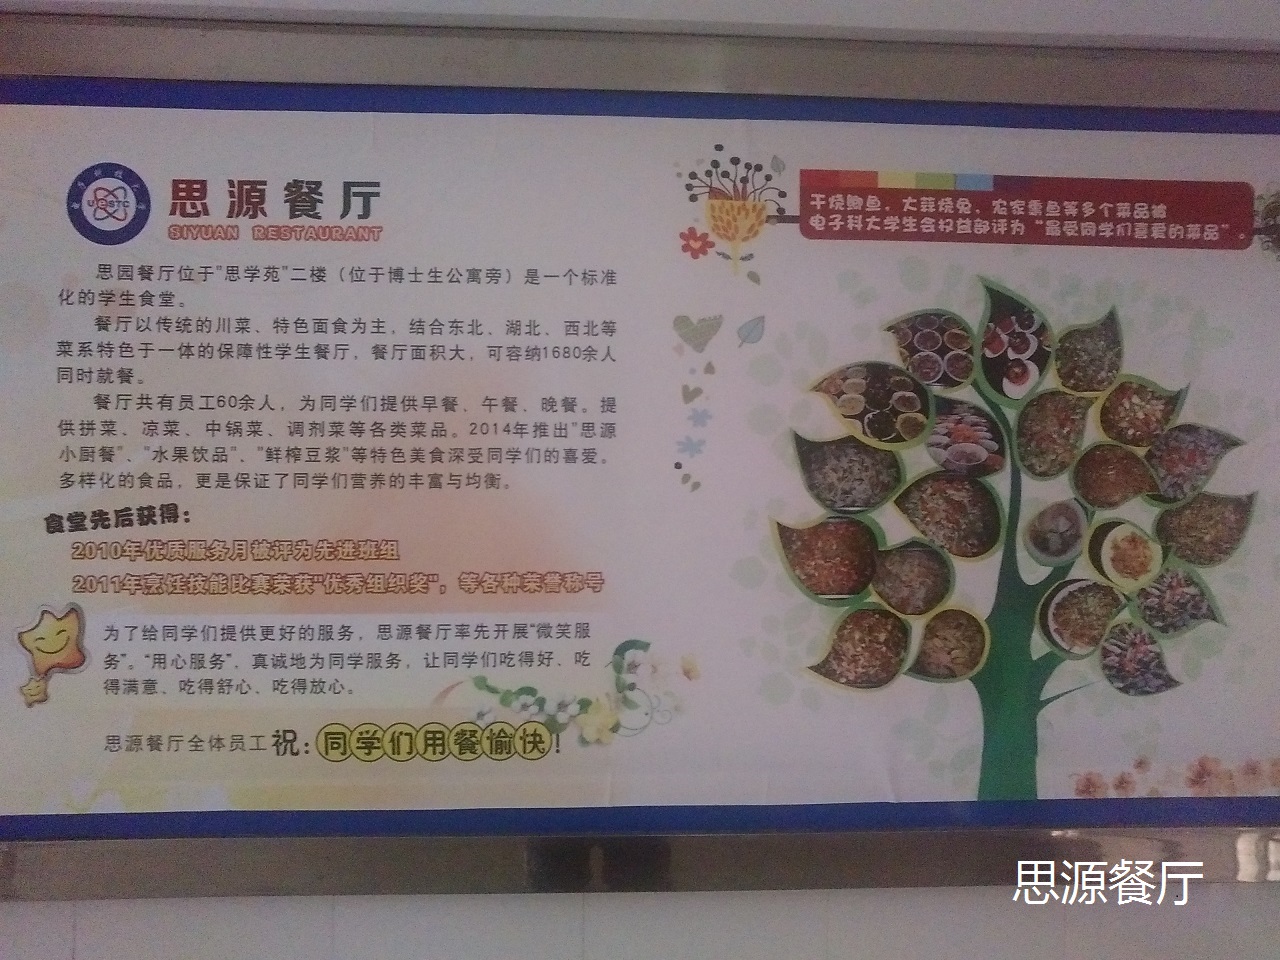 思源餐厅
SIYUAN RESTAURANT
UESTC
思园餐厅位于"思学苑"二楼（位于博士生公寓旁）是一个标准
化的学生食堂。
餐厅以传统的川菜、特色面食为主，结合东北、湖北、西北等
菜系特色于一体的保障性学生餐厅，餐厅面积大，可容纳1680余人
同时就餐。
餐厅共有员工60余人，为同学们提供早餐、午餐、晚餐。提
供拼菜、凉菜、中锅菜、调剂菜等各类菜品。2014年推出"思源
小厨餐"、"水果饮品"、"鲜榨豆浆"等特色美食深受同学们的喜爱。
多样化的食品，更是保证了同学们营养的丰富与均衡。
食堂先后获得：
2010年优质服务月被评为先进班组
2011年烹饪技能比赛荣获"优秀组织奖"，等各种荣誉称号
为了给同学们提供更好的服务，思源餐厅率先开展"微笑服
务"。"用心服务"，真诚地为同学服务，让同学们吃得好、吃
得满意、吃得舒心、吃得放心。
思源餐厅全体员工祝：同学们用餐愉快！
干烧鲫鱼，大蒜烧兔，农家熏鱼等多个菜品被
电子科大学生会权益部评为"最受同学们喜爱的菜品"。
思源餐厅